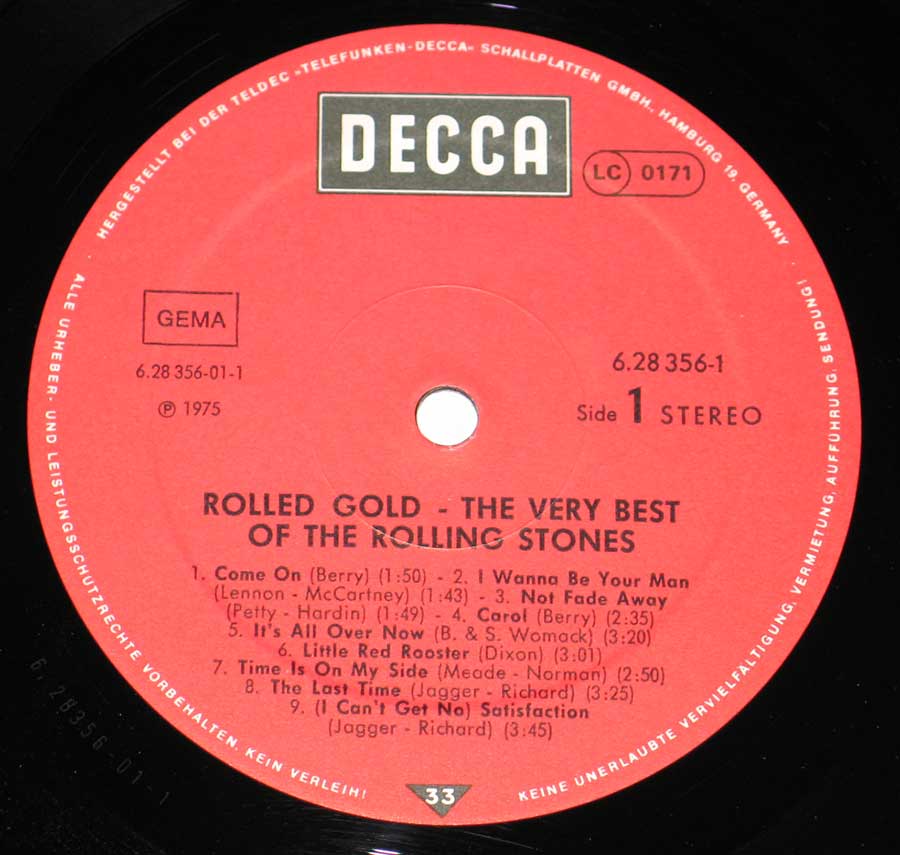 HERGESTELLT BEI DER TELDEC »TELEFUNKEN-DECCA« SCHALLPLATTEN GMBH., HAMBURG 19, GERMANY
DECCA
LC 0171
GEMA
6.28 356-01-1
℗ 1975
6.28 356-1
Side 1 STEREO
ROLLED GOLD - THE VERY BEST
OF THE ROLLING STONES
1. Come On (Berry) (1:50) - 2. I Wanna Be Your Man
(Lennon - McCartney) (1:43) - 3. Not Fade Away
(Petty - Hardin) (1:49) - 4. Carol (Berry) (2:35)
5. It's All Over Now (B. & S. Womack) (3:20)
6. Little Red Rooster (Dixon) (3:01)
7. Time Is On My Side (Meade - Norman) (2:50)
8. The Last Time (Jagger - Richard) (3:25)
9. (I Can't Get No) Satisfaction
(Jagger - Richard) (3:45)
33
ALLE URHEBER- UND LEISTUNGSSCHUTZRECHTE VORBEHALTEN. KEIN VERLEIH!
KEINE UNERLAUBTE VERVIELFÄLTIGUNG, VERMIETUNG, AUFFÜHRUNG, SENDUNG!
6.28356-01-1